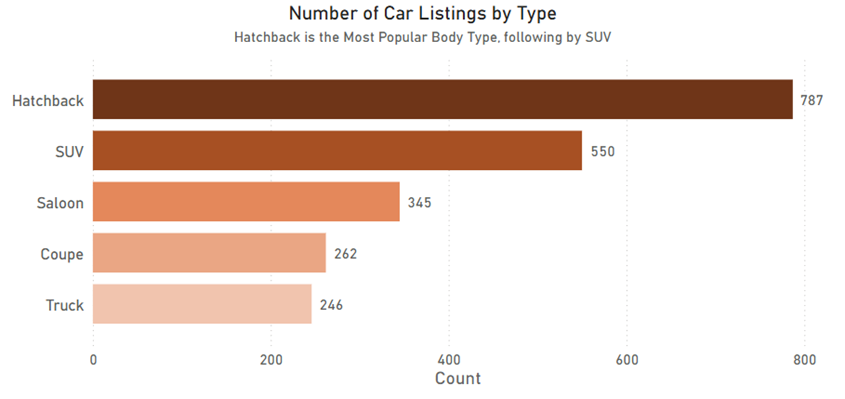 Number of Car Listings by Type
Hatchback is the Most Popular Body Type, following by SUV
Hatchback 787
SUV 550
Saloon 345
Coupe 262
Truck 246
0 200 400 600 800
Count